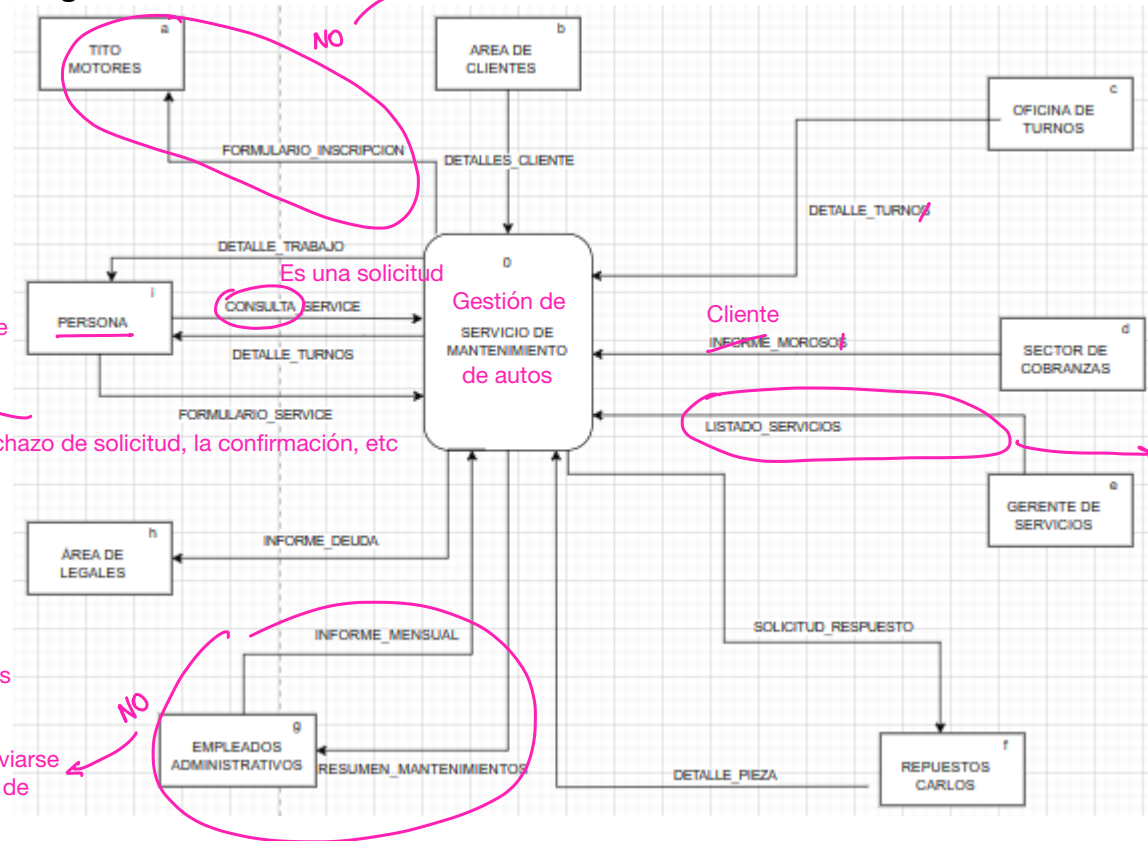 a
TITO
MOTORES
NO
b
AREA DE
CLIENTES
c
OFICINA DE
TURNOS
FORMULARIO_INSCRIPCION
DETALLES_CLIENTE
DETALLE_TURNOS
DETALLE_TRABAJO
Es una solicitud
i
PERSONA
CONSULTA_SERVICE
DETALLE_TURNOS
FORMULARIO_SERVICE
chazo de solicitud, la confirmación, etc
0
Gestión de
SERVICIO DE
MANTENIMIENTO
de autos
Cliente
INFORME_MOROSOS
d
SECTOR DE
COBRANZAS
LISTADO_SERVICIOS
e
GERENTE DE
SERVICIOS
h
ÁREA DE
LEGALES
INFORME_DEUDA
INFORME_MENSUAL
SOLICITUD_RESPUESTO
s
NO
viarse
de
g
EMPLEADOS
ADMINISTRATIVOS
RESUMEN_MANTENIMIENTOS
DETALLE_PIEZA
f
REPUESTOS
CARLOS